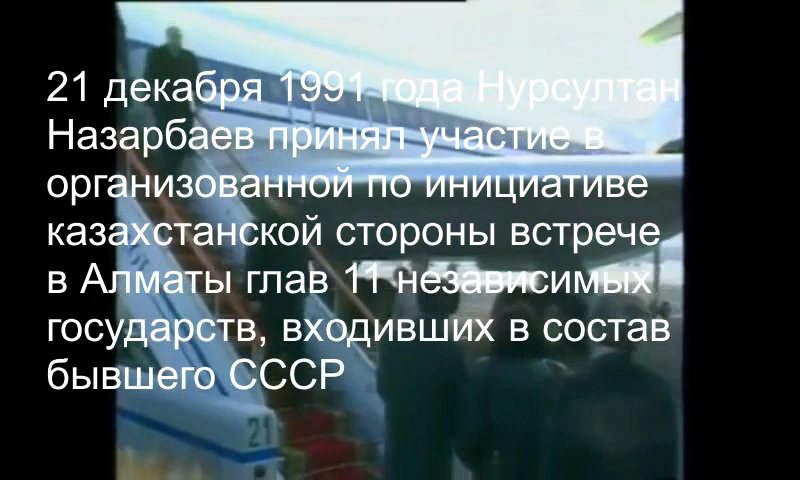 21 декабря 1991 года Нурсултан
Назарбаев принял участие в
организованной по инициативе
казахстанской стороны встрече
в Алматы глав 11 независимых
государств, входивших в состав
бывшего СССР
21